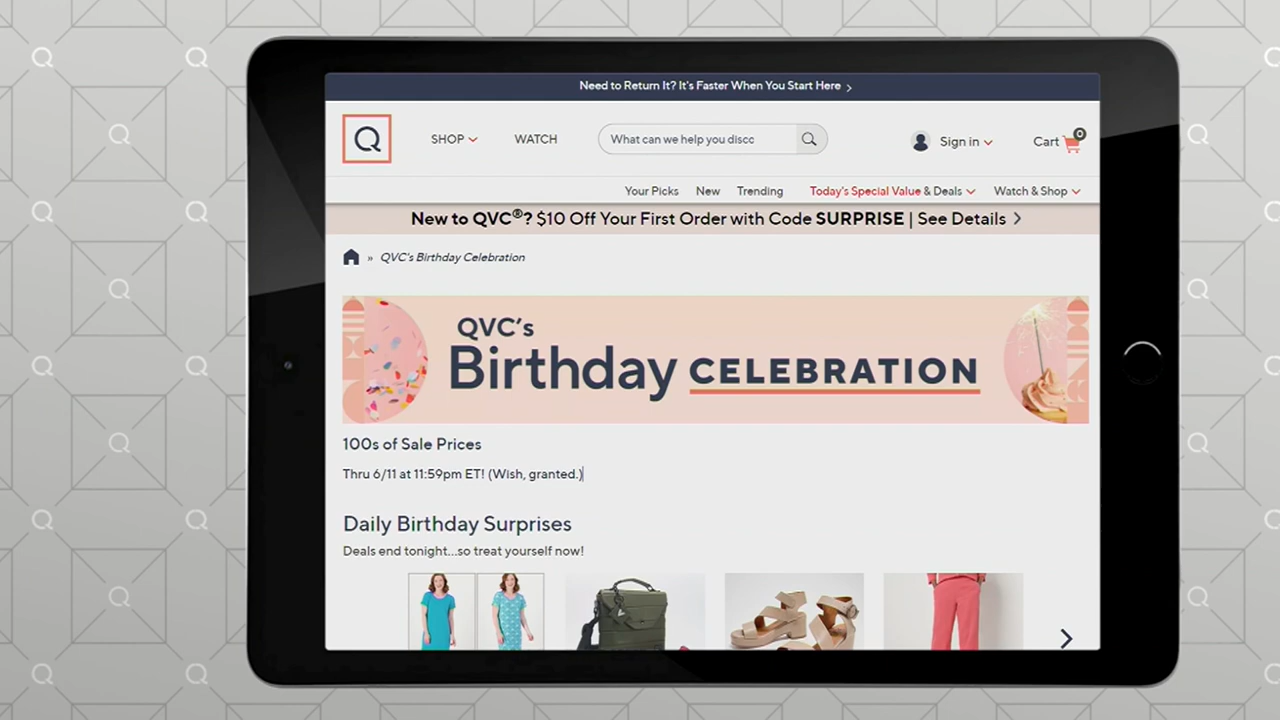 Need to Return It? It's Faster When You Start Here
Q
SHOP
WATCH
What can we help you disco
Sign in
Cart
0
Your Picks
New
Trending
Today's Special Value & Deals
Watch & Shop
New to QVC®? $10 Off Your First Order with Code SURPRISE | See Details
» QVC's Birthday Celebration
QVC's
Birthday CELEBRATION
100s of Sale Prices
Thru 6/11 at 11:59pm ET! (Wish, granted.)
Daily Birthday Surprises
Deals end tonight...so treat yourself now!